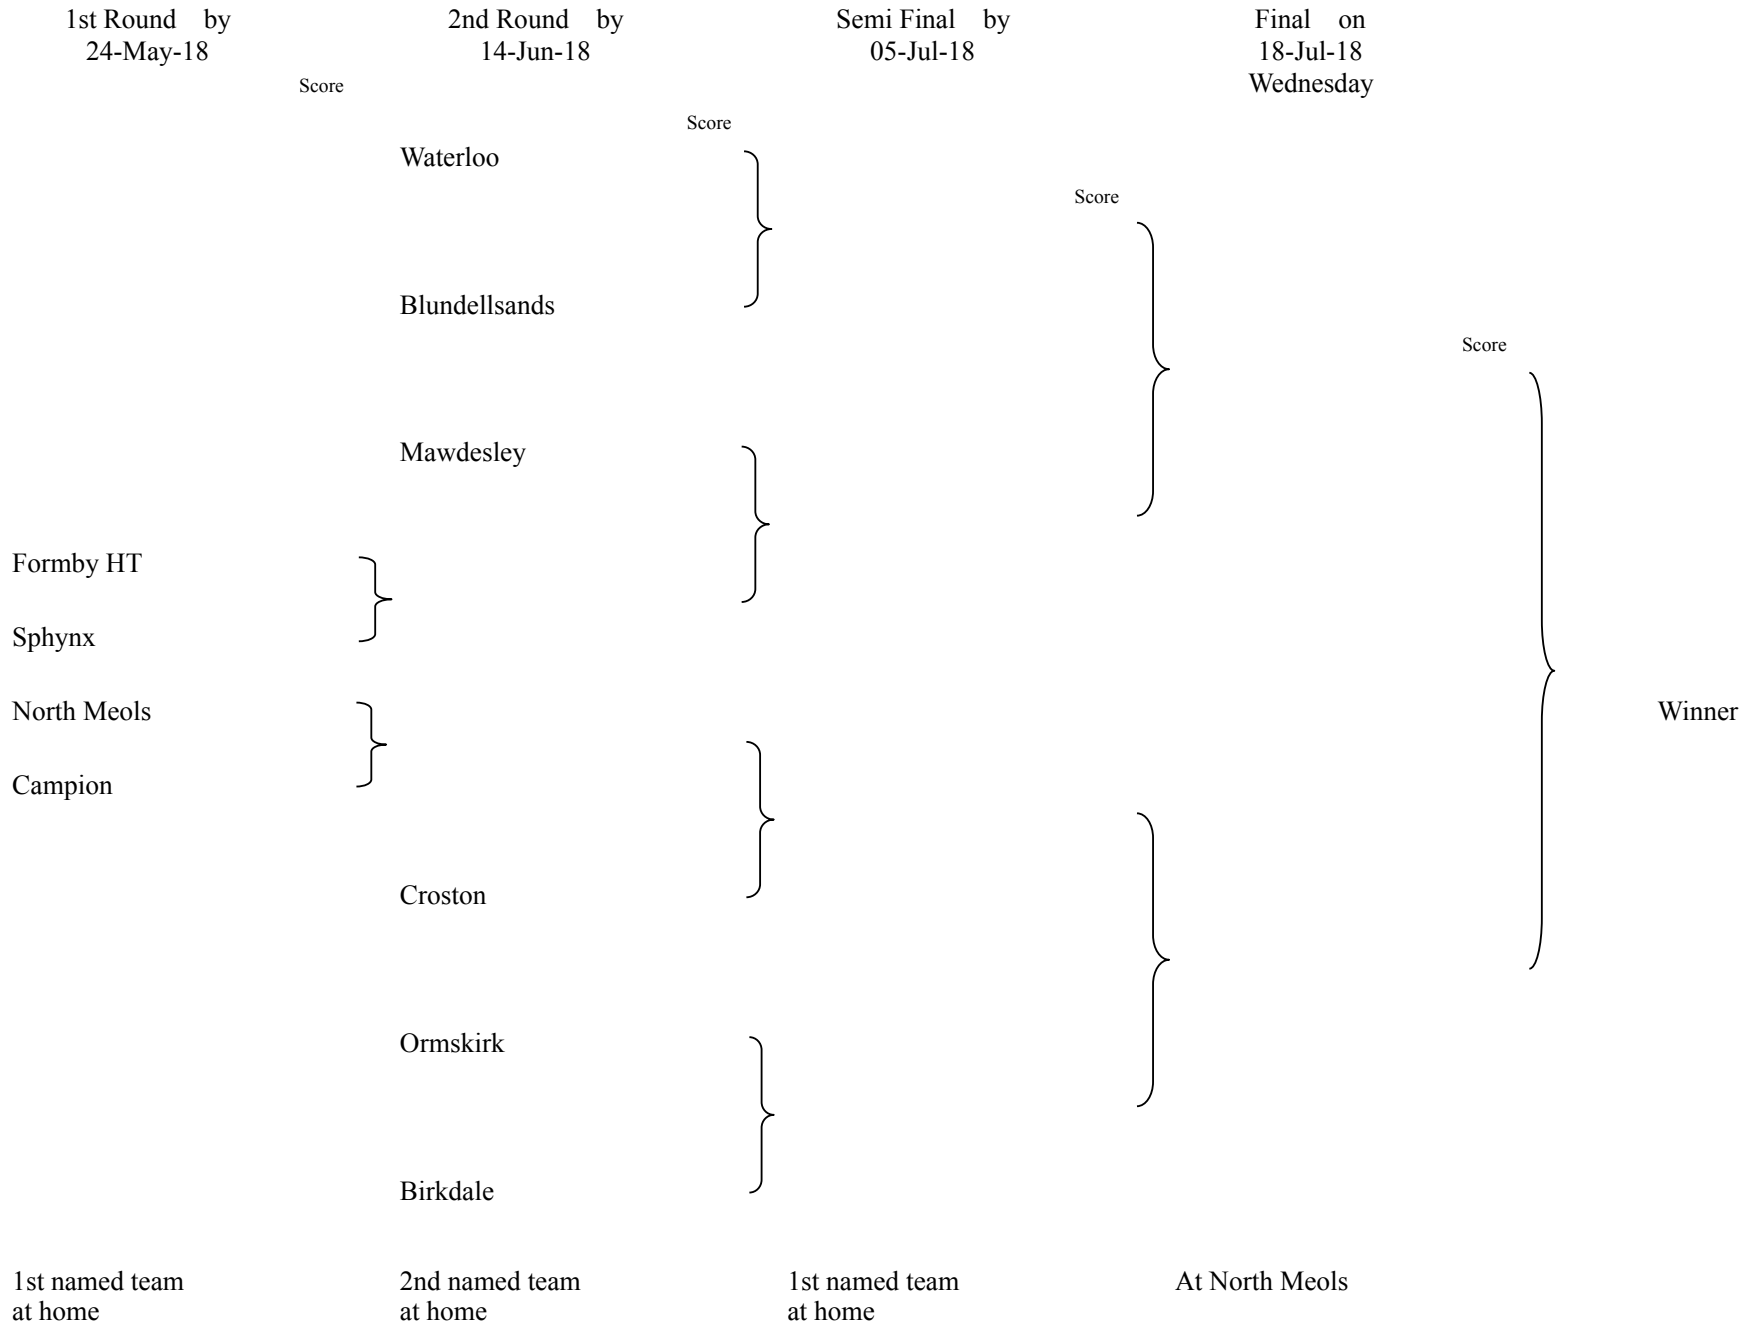 1st Round by
24-May-18
2nd Round by
14-Jun-18
Semi Final by
05-Jul-18
Final on
18-Jul-18
Wednesday
Score
Score
Waterloo
Score
Blundellsands
Score
Mawdesley
Formby HT
Sphynx
North Meols
Winner
Campion
Croston
Ormskirk
Birkdale
1st named team
at home
2nd named team
at home
1st named team
at home
At North Meols